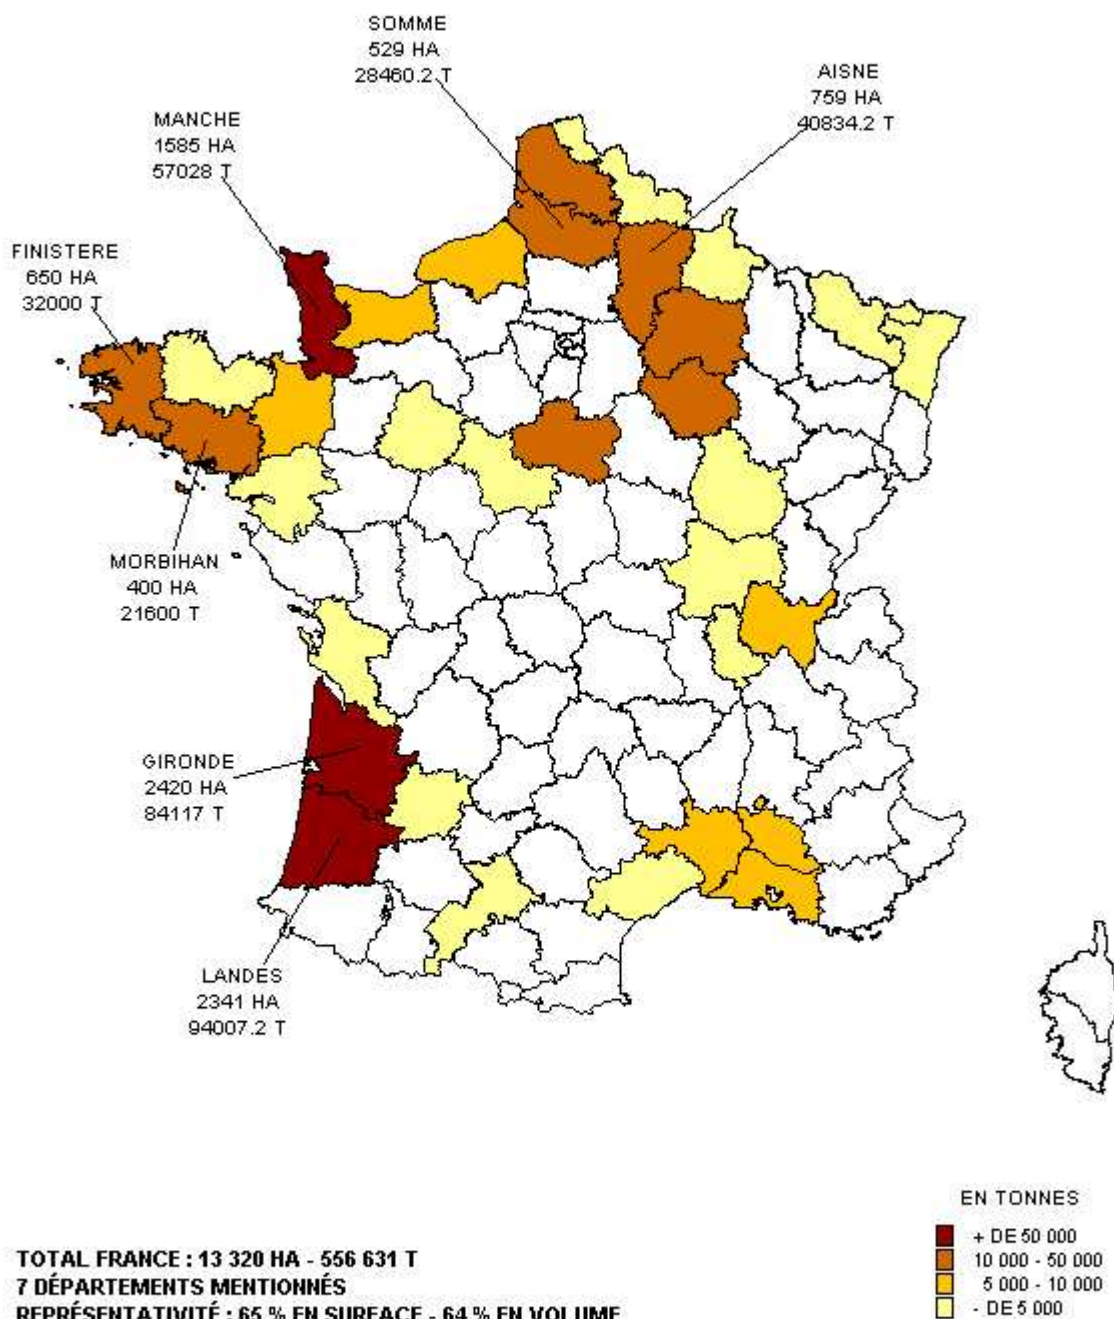 SOMME
529 HA
28460.2 T
AISNE
759 HA
40834.2 T
MANCHE
1585 HA
57028 T
FINISTERE
650 HA
32000 T
MORBIHAN
400 HA
21600 T
GIRONDE
2420 HA
84117 T
LANDES
2341 HA
94007.2 T
EN TONNES
+ DE 50 000
10 000 - 50 000
5 000 - 10 000
- DE 5 000
TOTAL FRANCE : 13 320 HA - 556 631 T
7 DÉPARTEMENTS MENTIONNÉS
REPRÉSENTATIVITÉ : 65 % EN SURFACE - 64 % EN VOLUME